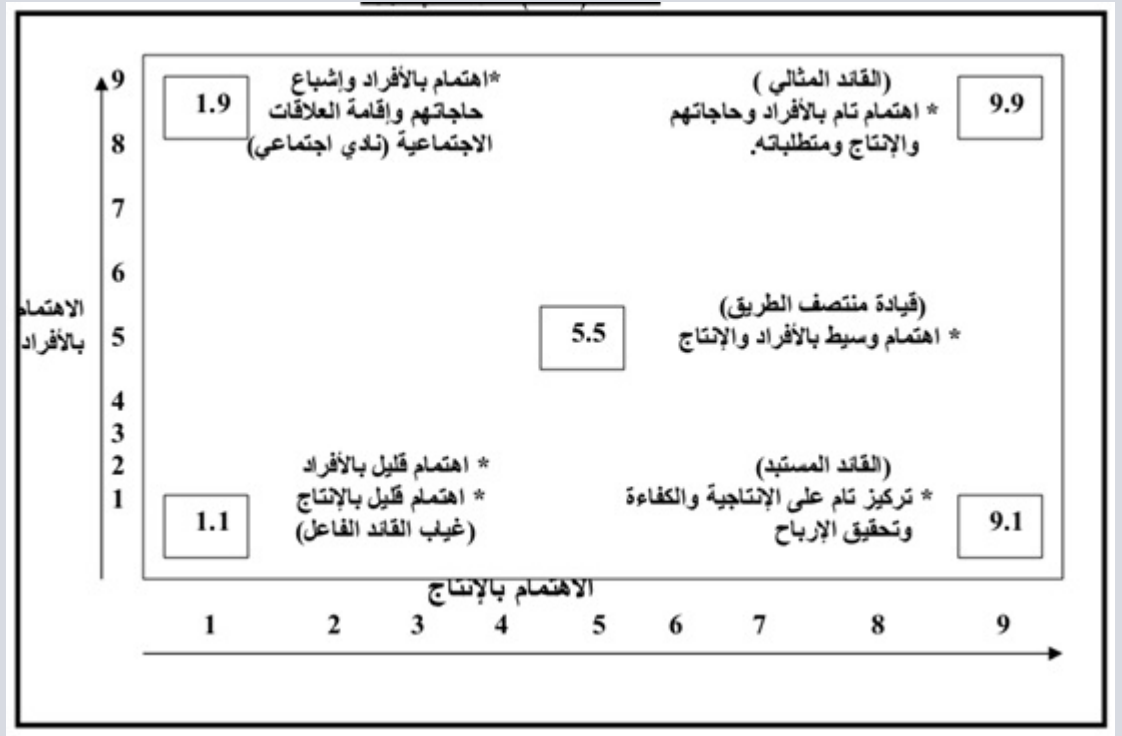 9
8
7
6
5
4
3
2
1
الاهتمام
بالأفراد
1.9
*اهتمام بالأفراد وإشباع
حاجاتهم وإقامة العلاقات
الاجتماعية (نادي اجتماعي)
(القائد المثالي )
* اهتمام تام بالأفراد وحاجاتهم
والإنتاج ومتطلباته.
9.9
5.5
(قيادة منتصف الطريق)
* اهتمام وسيط بالأفراد والإنتاج
1.1
* اهتمام قليل بالأفراد
* اهتمام قليل بالإنتاج
(غياب القائد الفاعل)
(القائد المستبد)
* تركيز تام على الإنتاجية والكفاءة
وتحقيق الإرباح
9.1
الاهتمام بالإنتاج
1 2 3 4 5 6 7 8 9